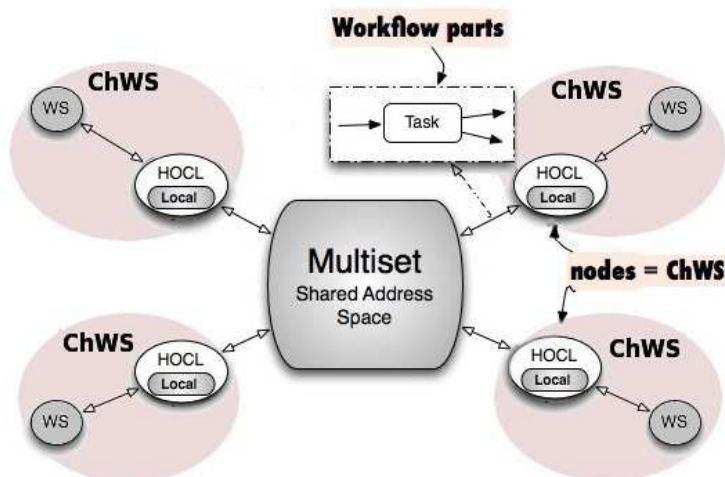 Workflow parts
ChWS
WS
HOCL
Local
Task
ChWS
WS
HOCL
Local
Multiset
Shared Address
Space
nodes = ChWS
ChWS
HOCL
Local
WS
HOCL
Local
ChWS
WS